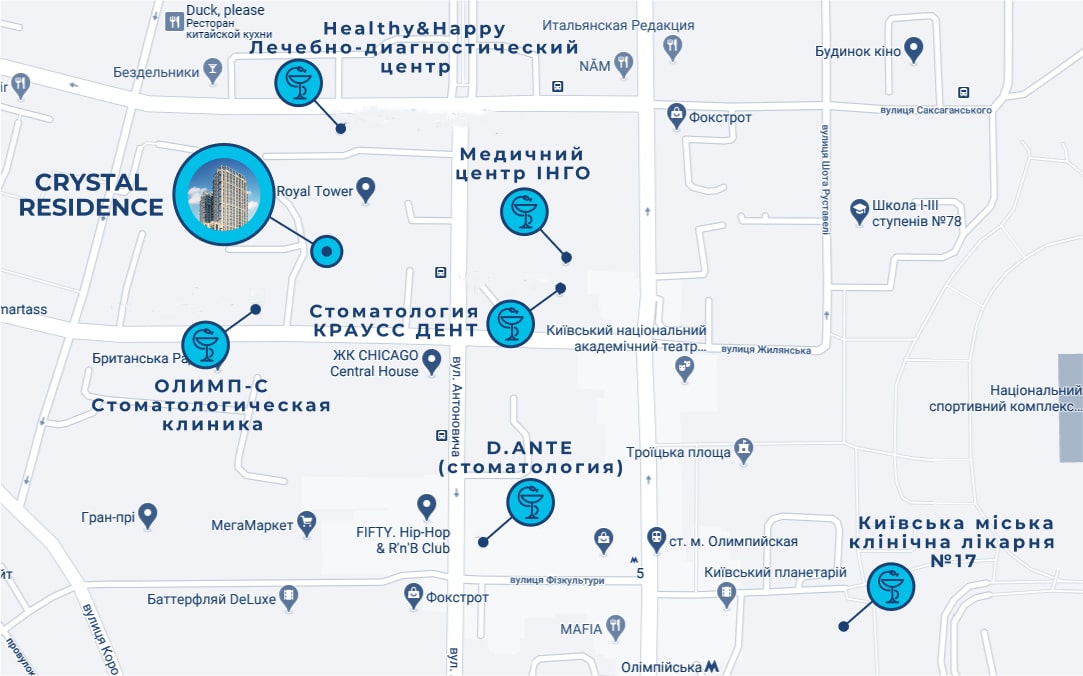 Duck, please
Ресторан
китайской кухни
Healthy&Happy
Лечебно-диагностический
центр
Итальянская Редакция
NĂM
Будинок кіно
Бездельники
ir
вулиця Саксаганського
Фокстрот
Медичний
центр ІНГО
CRYSTAL
RESIDENCE
Royal Tower
вулиця Шота Руставелі
Школа І-ІІІ
ступенів №78
martass
Стоматология
КРАУСС ДЕНТ
Київський національний
академічний театр...
вулиця Жилянська
Британська Ра
ЖК CHICAGO
Central House
ОЛИМП-С
Стоматологическая
клиника
вул. Антоновича
Національний
спортивний комплекс...
D.ANTE
(стоматология)
Троїцька площа
Гран-прі
МегаМаркет
FIFTY. Hip-Hop
& R'n'B Club
ст. м. Олимпийская
Київська міська
клінічна лікарня
№17
5
йт
вулиця Фізкультури
Київський планетарій
Баттерфляй DeLuxe
Фокстрот
MAFIA
вулиця Коро
провулок
вул.
Олімпійська